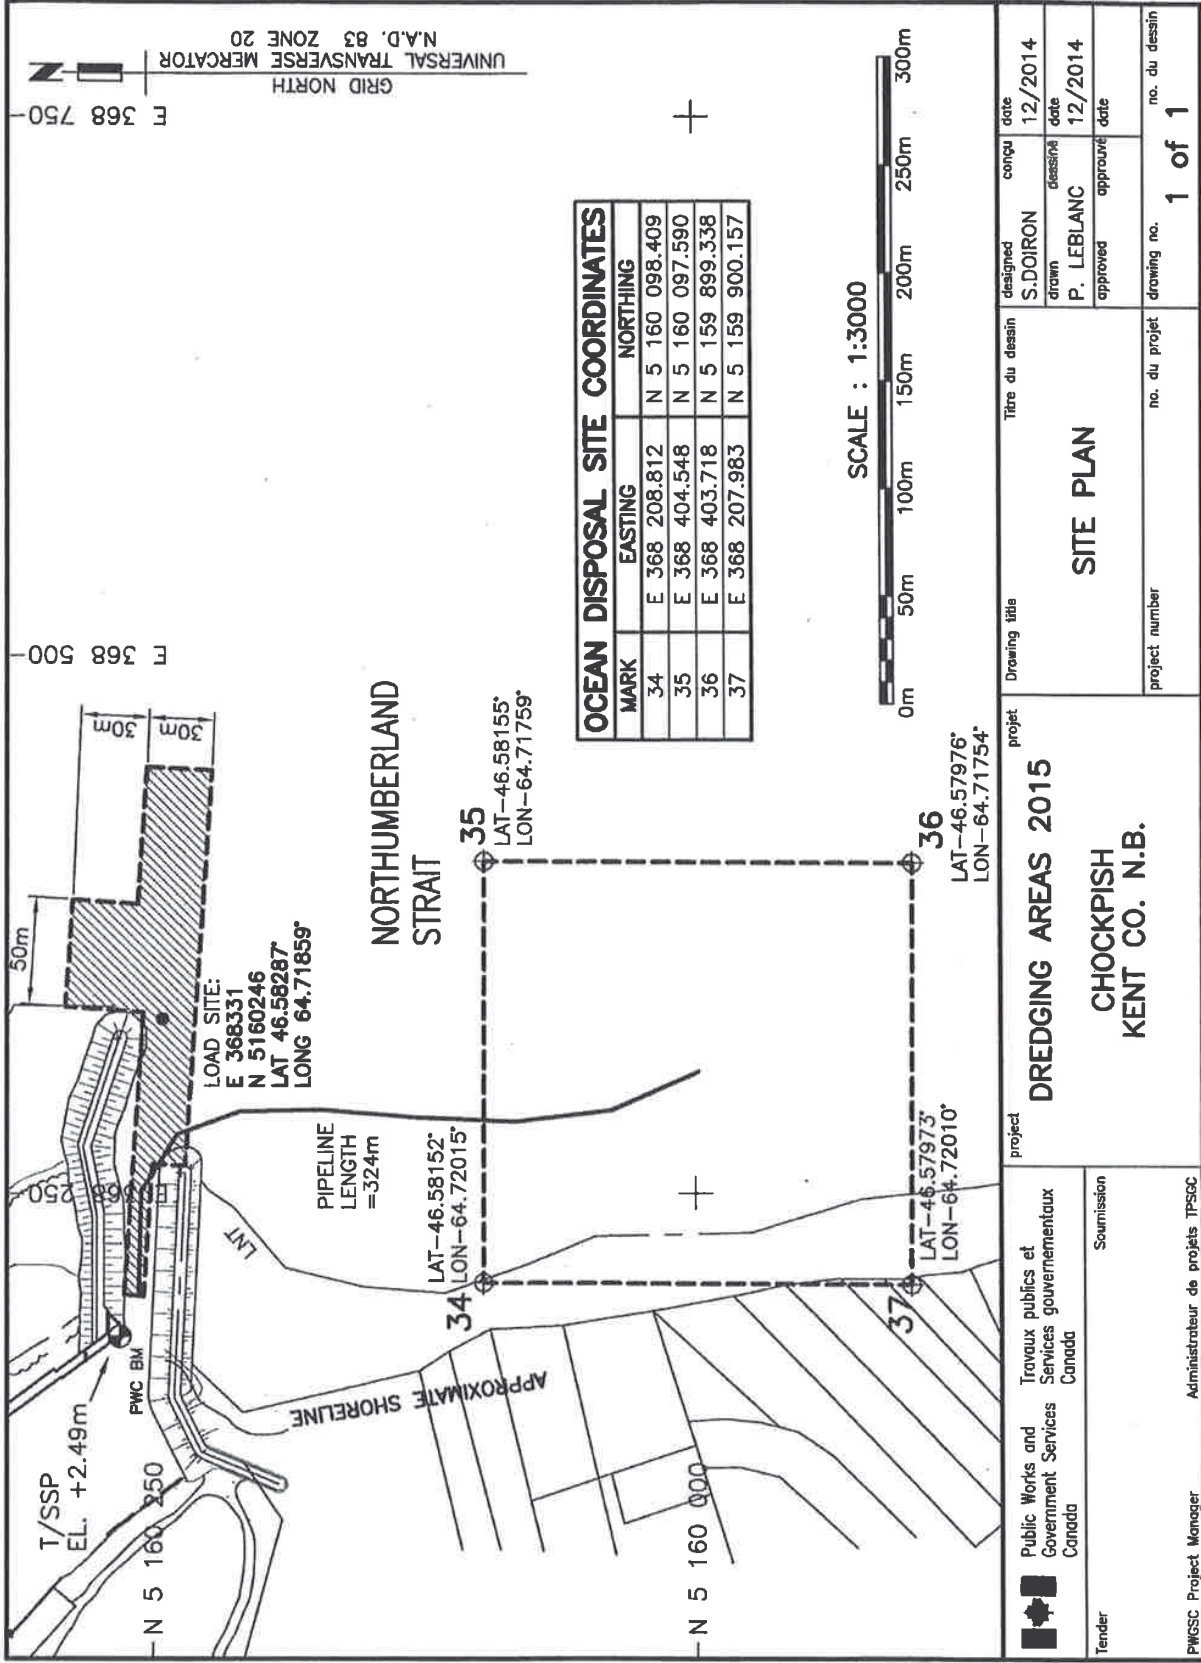 GRID NORTH
UNIVERSAL TRANSVERSE MERCATOR
N.A.D. 83 ZONE 20
N
E 368 750
E 368 500
E 368 250
N 5 160 250
N 5 160 000
T/SSP
EL. +2.49m
PWC BM
50m
30m
30m
LOAD SITE:
E 368331
N 5160246
LAT 46.58287°
LONG 64.71859°
PIPELINE
LENGTH
=324m
LNT
APPROXIMATE SHORELINE
NORTHUMBERLAND
STRAIT
34
LAT-46.58152°
LON-64.72015°
35
LAT-46.58155°
LON-64.71759°
36
LAT-46.57976°
LON-64.71754°
37
LAT-46.57973°
LON-64.72010°
OCEAN DISPOSAL SITE COORDINATES
MARK EASTING NORTHING
34 E 368 208.812 N 5 160 098.409
35 E 368 404.548 N 5 160 097.590
36 E 368 403.718 N 5 159 899.338
37 E 368 207.983 N 5 159 900.157
SCALE : 1:3000
0m 50m 100m 150m 200m 250m 300m
Public Works and
Government Services
Canada
Travaux publics et
Services gouvernementaux
Canada
Tender Soumission
PWGSC Project Manager Administrateur de projets TPSGC
project projet
DREDGING AREAS 2015
CHOCKPISH
KENT CO. N.B.
Drawing title Titre du dessin
SITE PLAN
project number no. du projet
designed conçu
S.DOIRON
date
12/2014
drawn dessiné
P. LEBLANC
date
12/2014
approved approuvé
date
drawing no. no. du dessin
1 of 1